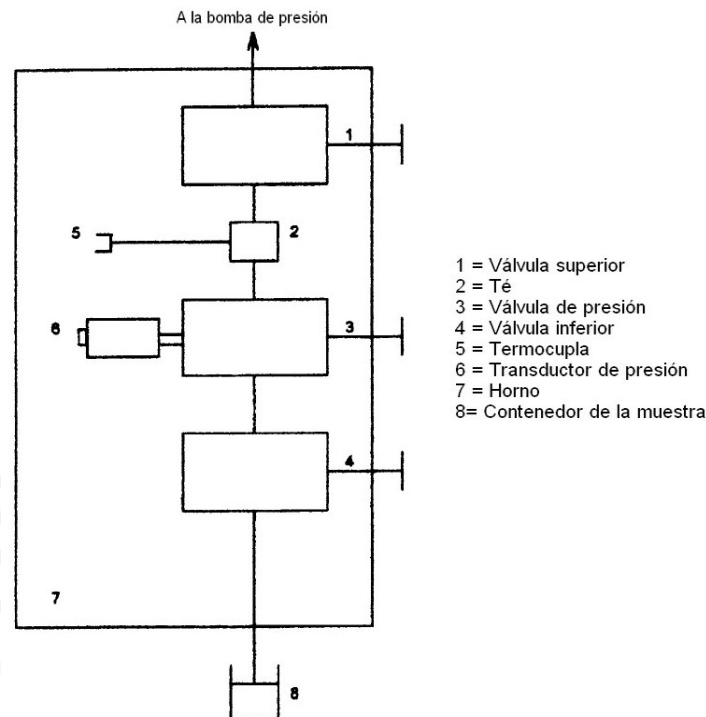 A la bomba de presión
1
2
5
6
3
4
7
8
1 = Válvula superior
2 = Té
3 = Válvula de presión
4 = Válvula inferior
5 = Termocupla
6 = Transductor de presión
7 = Horno
8= Contenedor de la muestra